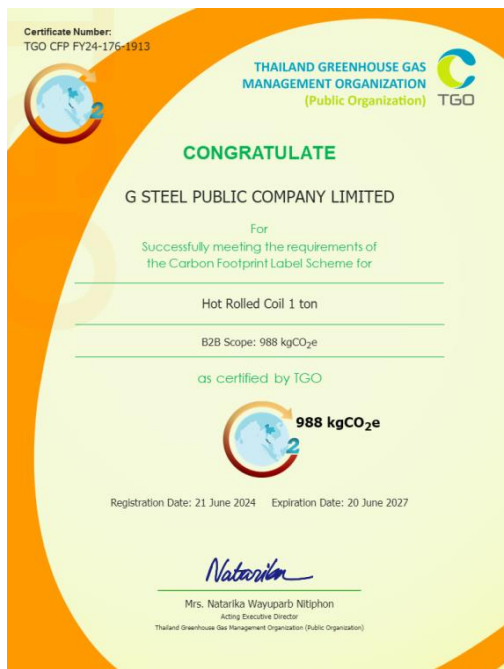 Certificate Number:
TGO CFP FY24-176-1913
2
THAILAND GREENHOUSE GAS
MANAGEMENT ORGANIZATION
(Public Organization)
TGO
CONGRATULATE
G STEEL PUBLIC COMPANY LIMITED
For
Successfully meeting the requirements of
the Carbon Footprint Label Scheme for
Hot Rolled Coil 1 ton
B2B Scope: 988 kgCO₂e
as certified by TGO
988 kgCO₂e
2
Registration Date: 21 June 2024 Expiration Date: 20 June 2027
Natarika
Mrs. Natarika Wayuparb Nitiphon
Acting Executive Director
Thailand Greenhouse Gas Management Organization (Public Organization)